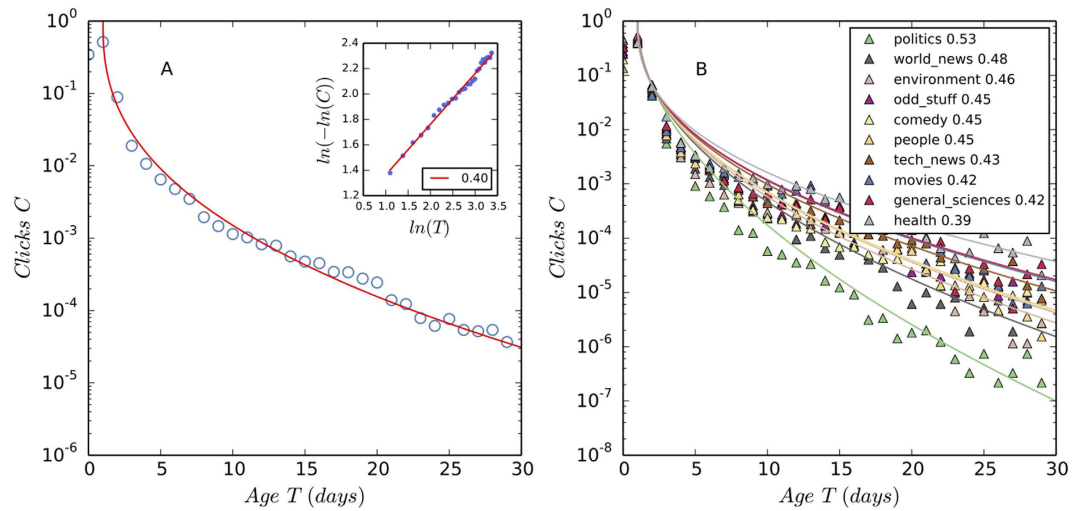 A
10^0
10^-1
10^-2
10^-3
10^-4
10^-5
10^-6
Clicks C
0 5 10 15 20 25 30
Age T (days)
2.4
2.2
2.0
1.8
1.6
1.4
1.2
ln(−ln(C))
0.5 1.0 1.5 2.0 2.5 3.0 3.5
ln(T)
0.40
B
10^0
10^-1
10^-2
10^-3
10^-4
10^-5
10^-6
10^-7
10^-8
Clicks C
0 5 10 15 20 25 30
Age T (days)
politics 0.53
world_news 0.48
environment 0.46
odd_stuff 0.45
comedy 0.45
people 0.45
tech_news 0.43
movies 0.42
general_sciences 0.42
health 0.39